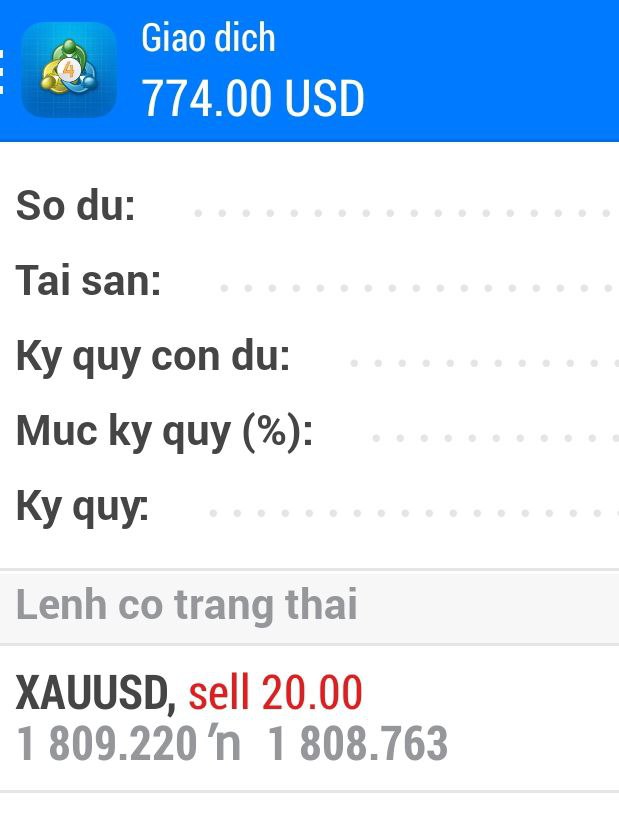 Giao dich
774.00 USD
So du:
Tai san:
Ky quy con du:
Muc ky quy (%):
Ky quy:
Lenh co trang thai
XAUUSD, sell 20.00
1 809.220 ’n 1 808.763